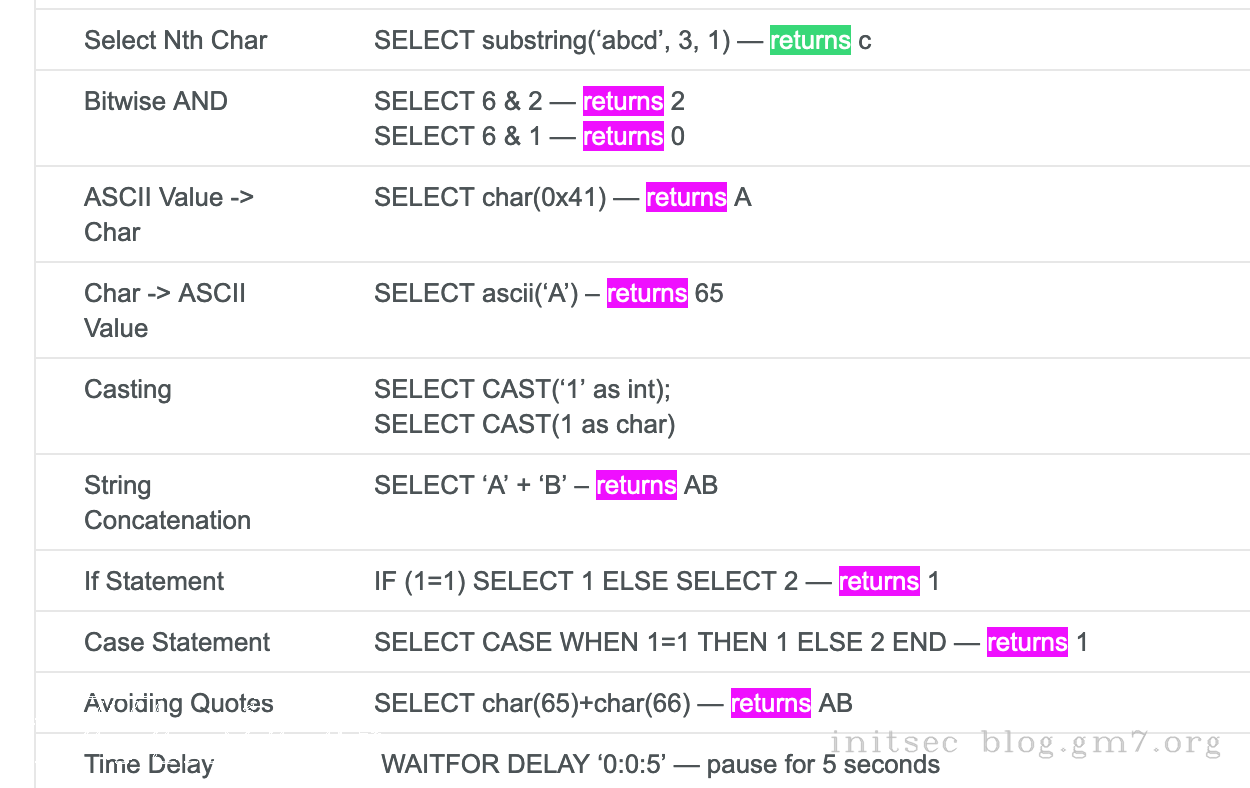 Select Nth Char SELECT substring(‘abcd’, 3, 1) — returns c
Bitwise AND SELECT 6 & 2 — returns 2
SELECT 6 & 1 — returns 0
ASCII Value -> SELECT char(0x41) — returns A
Char
Char -> ASCII SELECT ascii(‘A’) – returns 65
Value
Casting SELECT CAST(‘1’ as int);
SELECT CAST(1 as char)
String SELECT ‘A’ + ‘B’ – returns AB
Concatenation
If Statement IF (1=1) SELECT 1 ELSE SELECT 2 — returns 1
Case Statement SELECT CASE WHEN 1=1 THEN 1 ELSE 2 END — returns 1
Avoiding Quotes SELECT char(65)+char(66) — returns AB
initsec blog.gm7.org
Time Delay WAITFOR DELAY ‘0:0:5’ — pause for 5 seconds